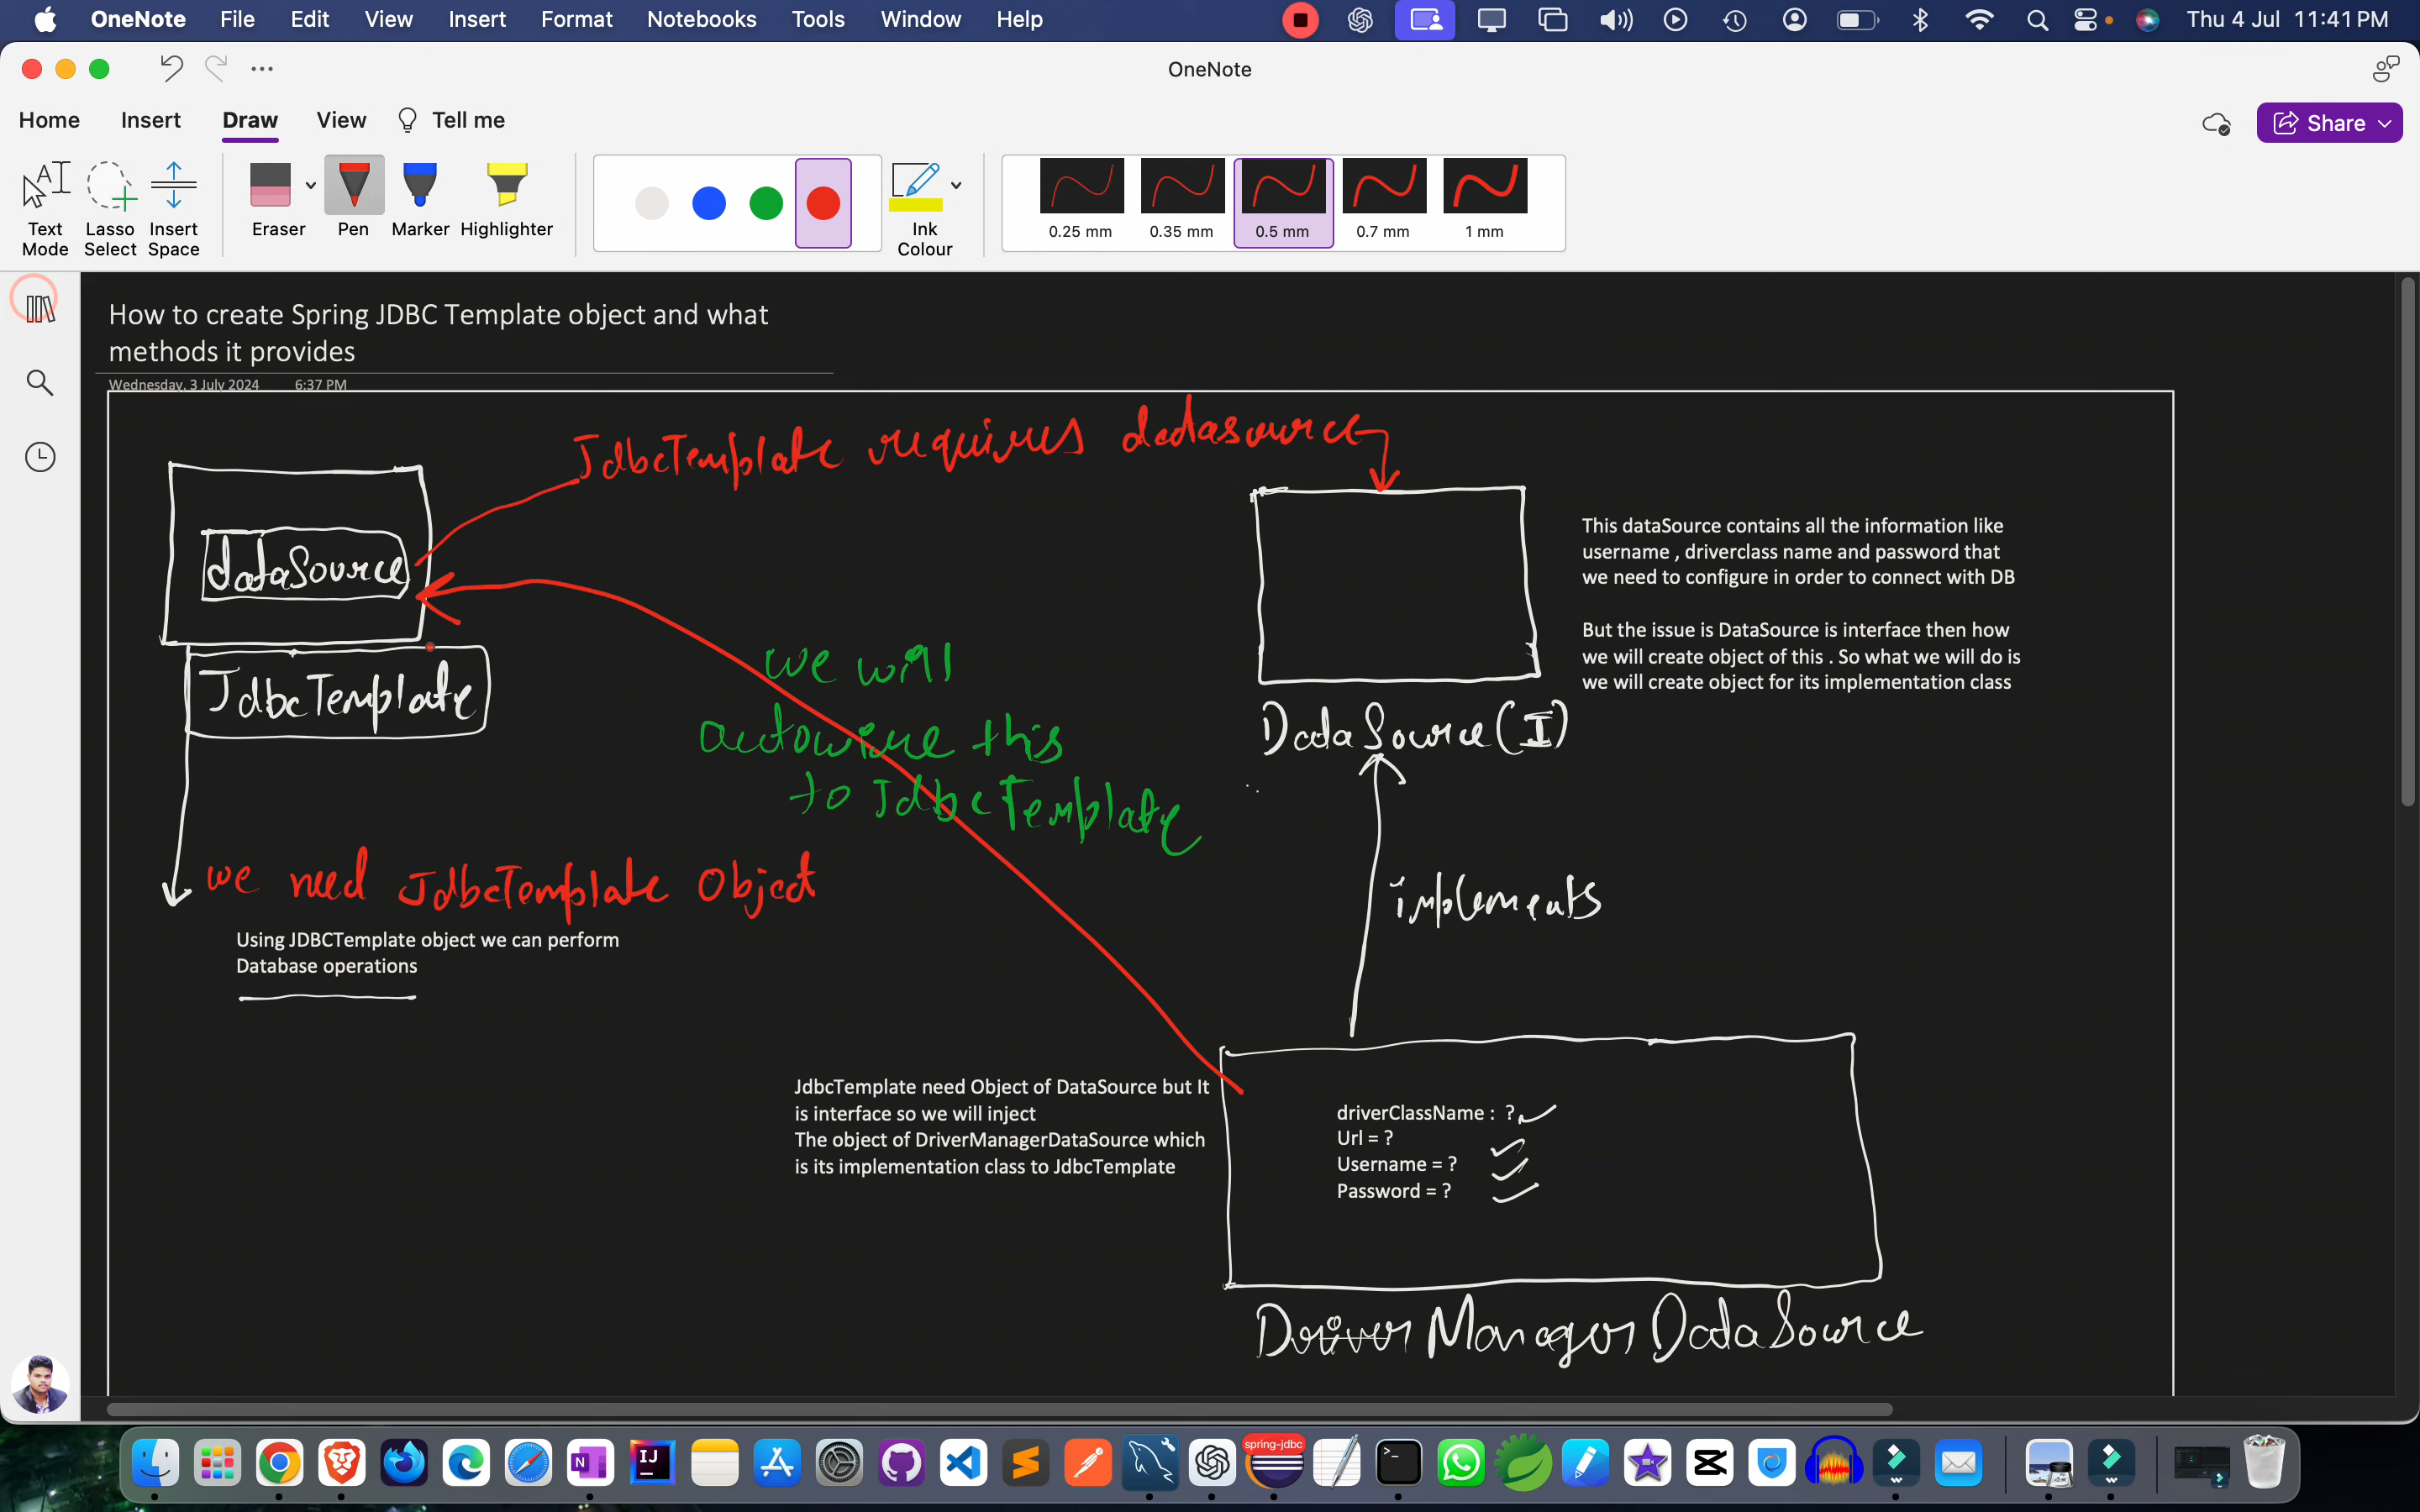 OneNote File Edit View Insert Format Notebooks Tools Window Help Thu 4 Jul 11:41 PM
OneNote
Home Insert Draw View Tell me Share
Text Mode
Lasso Select
Insert Space
Eraser
Pen
Marker
Highlighter
Ink Colour
0.25 mm 0.35 mm 0.5 mm 0.7 mm 1 mm
How to create Spring JDBC Template object and what
methods it provides
Wednesday, 3 July 2024 6:37 PM
JdbcTemplate requires datasource
dataSource
JdbcTemplate
This dataSource contains all the information like
username , driverclass name and password that
we need to configure in order to connect with DB
But the issue is DataSource is interface then how
we will create object of this . So what we will do is
we will create object for its implementation class
DataSource (I)
we will
autowire this
to JdbcTemplate
we need JdbcTemplate Object
Using JDBCTemplate object we can perform
Database operations
implements
JdbcTemplate need Object of DataSource but It
is interface so we will inject
The object of DriverManagerDataSource which
is its implementation class to JdbcTemplate
driverClassName : ?
Url = ?
Username = ?
Password = ?
Driver Manager DataSource
spring-jdbc